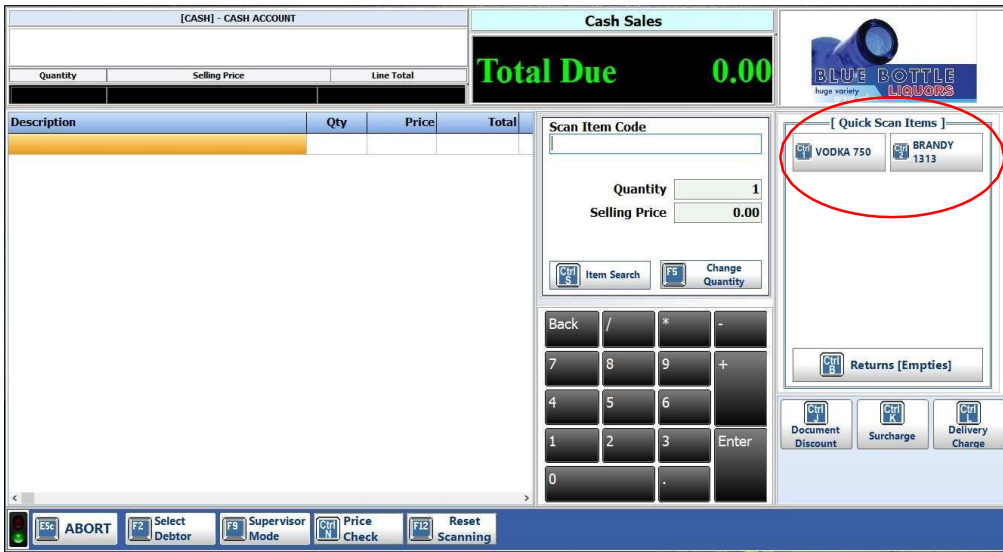 [CASH] - CASH ACCOUNT
Quantity Selling Price Line Total
Cash Sales
Total Due 0.00
BLUE BOTTLE
huge variety LIQUORS
Description Qty Price Total
Scan Item Code
Quantity 1
Selling Price 0.00
Ctrl S Item Search
F5 Change Quantity
[ Quick Scan Items ]
Ctrl 1 VODKA 750
Ctrl 2 BRANDY 1313
Back / * -
7 8 9 +
4 5 6
1 2 3 Enter
0 .
Ctrl B Returns [Empties]
Ctrl J Document Discount
Ctrl K Surcharge
Ctrl L Delivery Charge
ESc ABORT
F2 Select Debtor
F9 Supervisor Mode
Ctrl N Price Check
F12 Reset Scanning